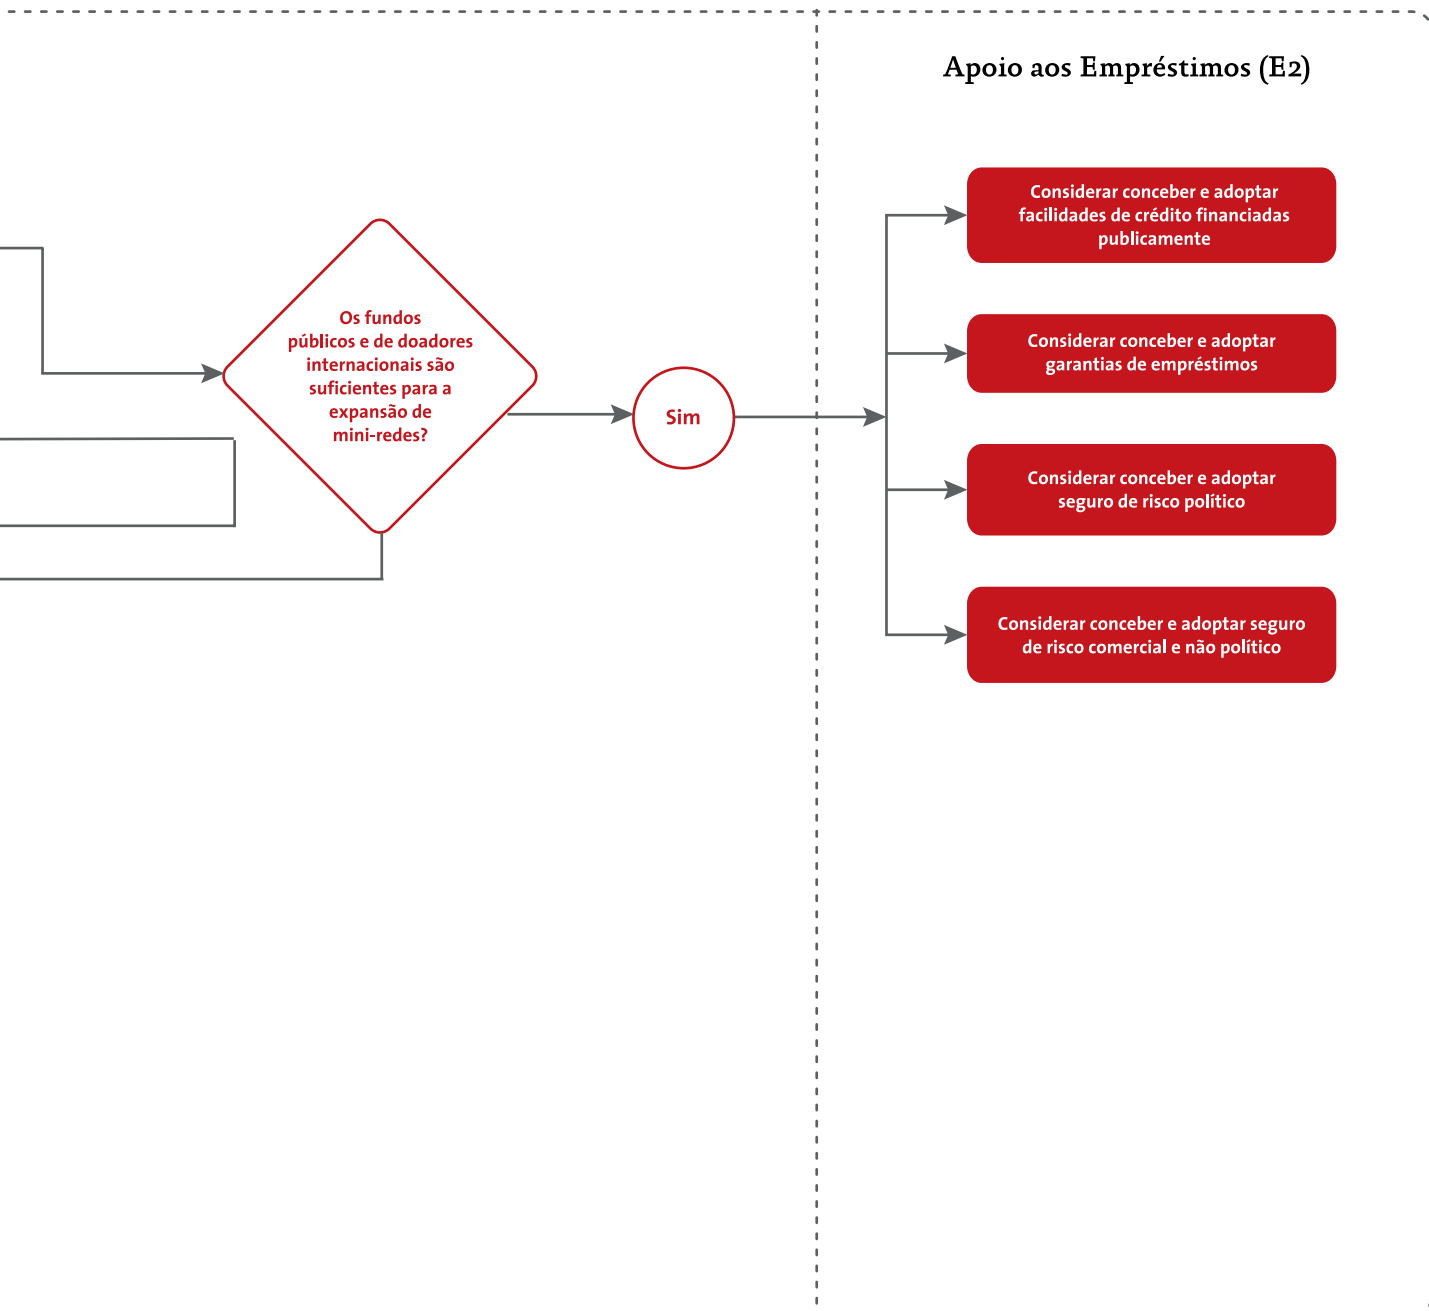 Apoio aos Empréstimos (E2)
Os fundos
públicos e de doadores
internacionais são
suficientes para a
expansão de
mini-redes?
Sim
Considerar conceber e adoptar
facilidades de crédito financiadas
publicamente
Considerar conceber e adoptar
garantias de empréstimos
Considerar conceber e adoptar
seguro de risco político
Considerar conceber e adoptar seguro
de risco comercial e não político